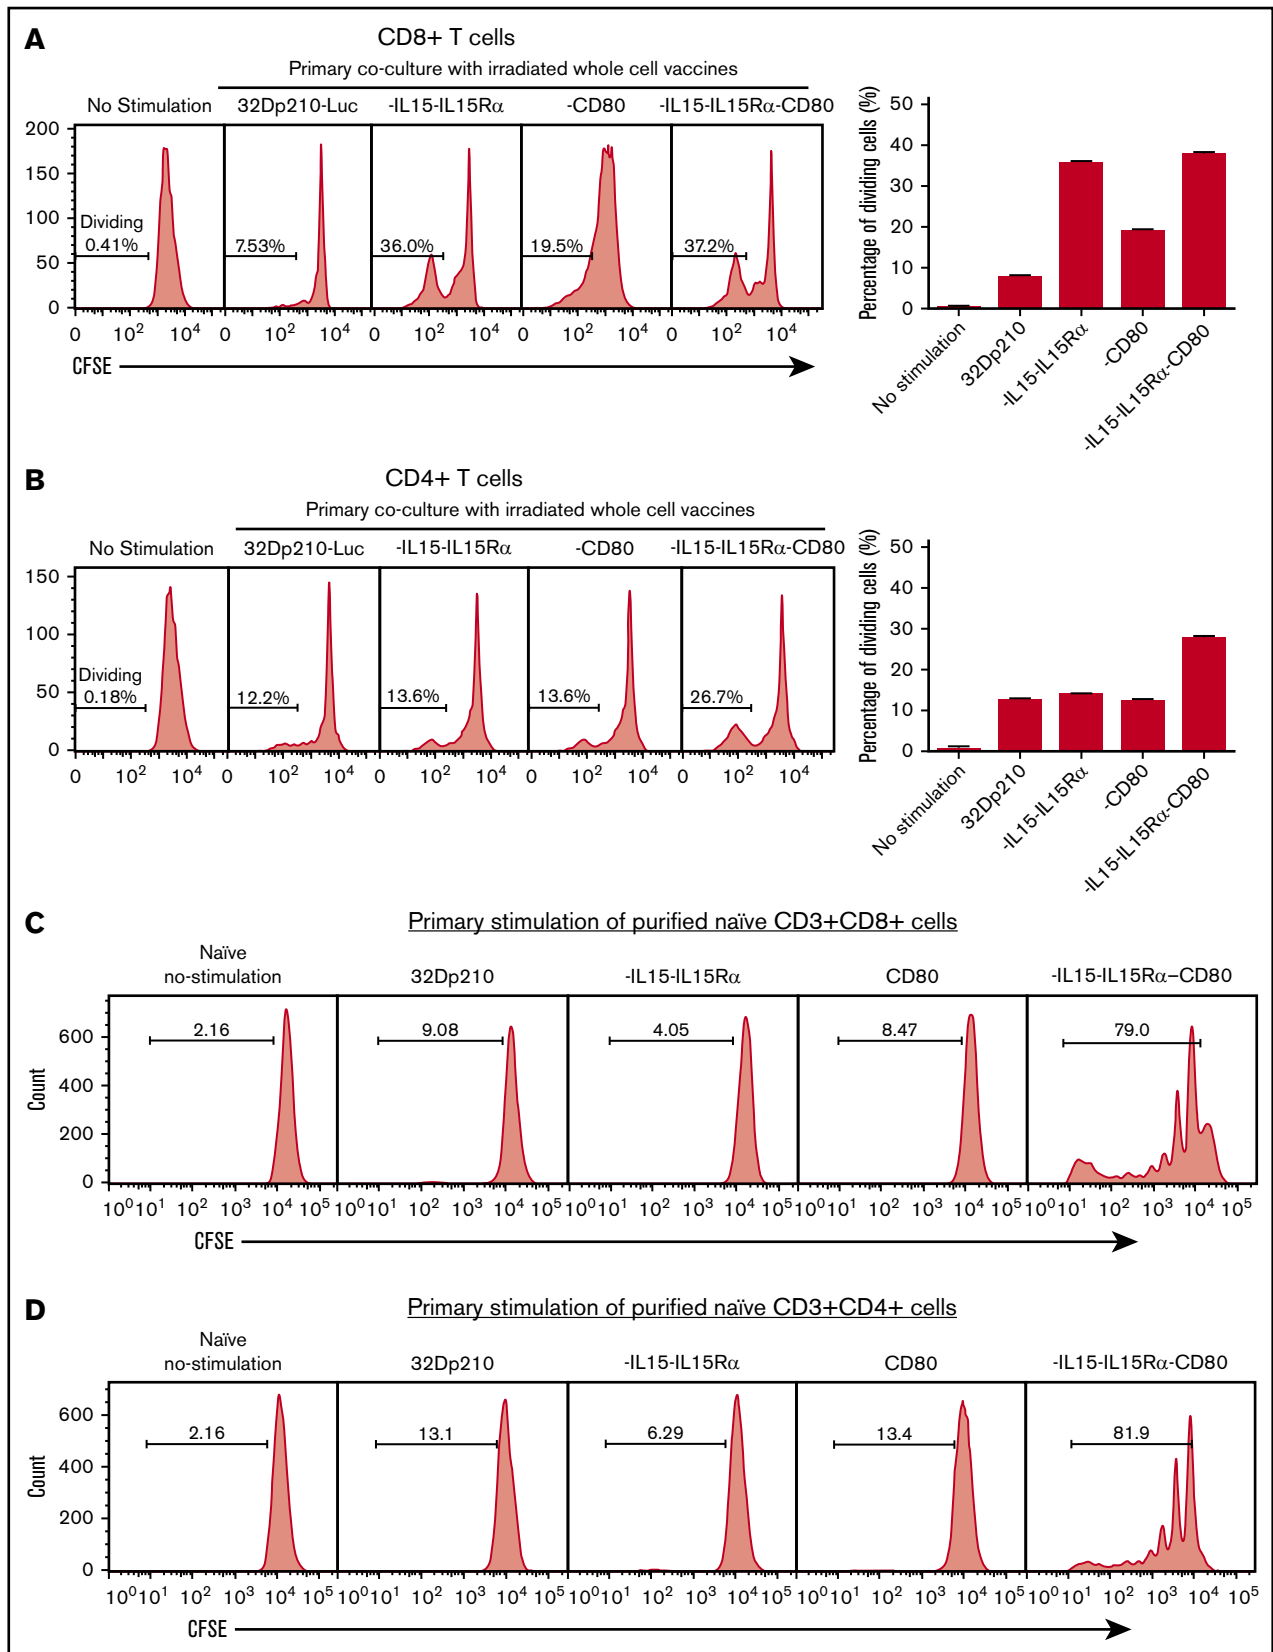 A
CD8+ T cells
Primary co-culture with irradiated whole cell vaccines
No Stimulation 32Dp210-Luc -IL15-IL15Rα -CD80 -IL15-IL15Rα-CD80
200
150
100
50
0
Dividing
0.41% 7.53% 36.0% 19.5% 37.2%
0 10² 10⁴ 0 10² 10⁴ 0 10² 10⁴ 0 10² 10⁴ 0 10² 10⁴
CFSE
Percentage of dividing cells (%)
50
40
30
20
10
0
No stimulation
32Dp210
-IL15-IL15Rα
-CD80
-IL15-IL15Rα-CD80
B
CD4+ T cells
Primary co-culture with irradiated whole cell vaccines
No Stimulation 32Dp210-Luc -IL15-IL15Rα -CD80 -IL15-IL15Rα-CD80
150
100
50
0
Dividing
0.18% 12.2% 13.6% 13.6% 26.7%
0 10² 10⁴ 0 10² 10⁴ 0 10² 10⁴ 0 10² 10⁴ 0 10² 10⁴
Percentage of dividing cells (%)
50
40
30
20
10
0
No stimulation
32Dp210
-IL15-IL15Rα
-CD80
-IL15-IL15Rα-CD80
C
Primary stimulation of purified naïve CD3+CD8+ cells
Naïve
no-stimulation 32Dp210 -IL15-IL15Rα CD80 -IL15-IL15Rα–CD80
Count
600
400
200
0
2.16 9.08 4.05 8.47 79.0
10⁰10¹ 10² 10³ 10⁴ 10⁵10⁰10¹ 10² 10³ 10⁴ 10⁵10⁰10¹ 10² 10³ 10⁴ 10⁵10⁰10¹ 10² 10³ 10⁴ 10⁵10⁰10¹ 10² 10³ 10⁴ 10⁵
CFSE
D
Primary stimulation of purified naïve CD3+CD4+ cells
Naïve
no-stimulation 32Dp210 -IL15-IL15Rα CD80 -IL15-IL15Rα-CD80
Count
600
400
200
0
2.16 13.1 6.29 13.4 81.9
10⁰10¹ 10² 10³ 10⁴ 10⁵ 10⁰10¹ 10² 10³ 10⁴ 10⁵ 10⁰10¹ 10² 10³ 10⁴ 10⁵ 10⁰10¹ 10² 10³ 10⁴ 10⁵ 10⁰10¹ 10² 10³ 10⁴ 10⁵
CFSE